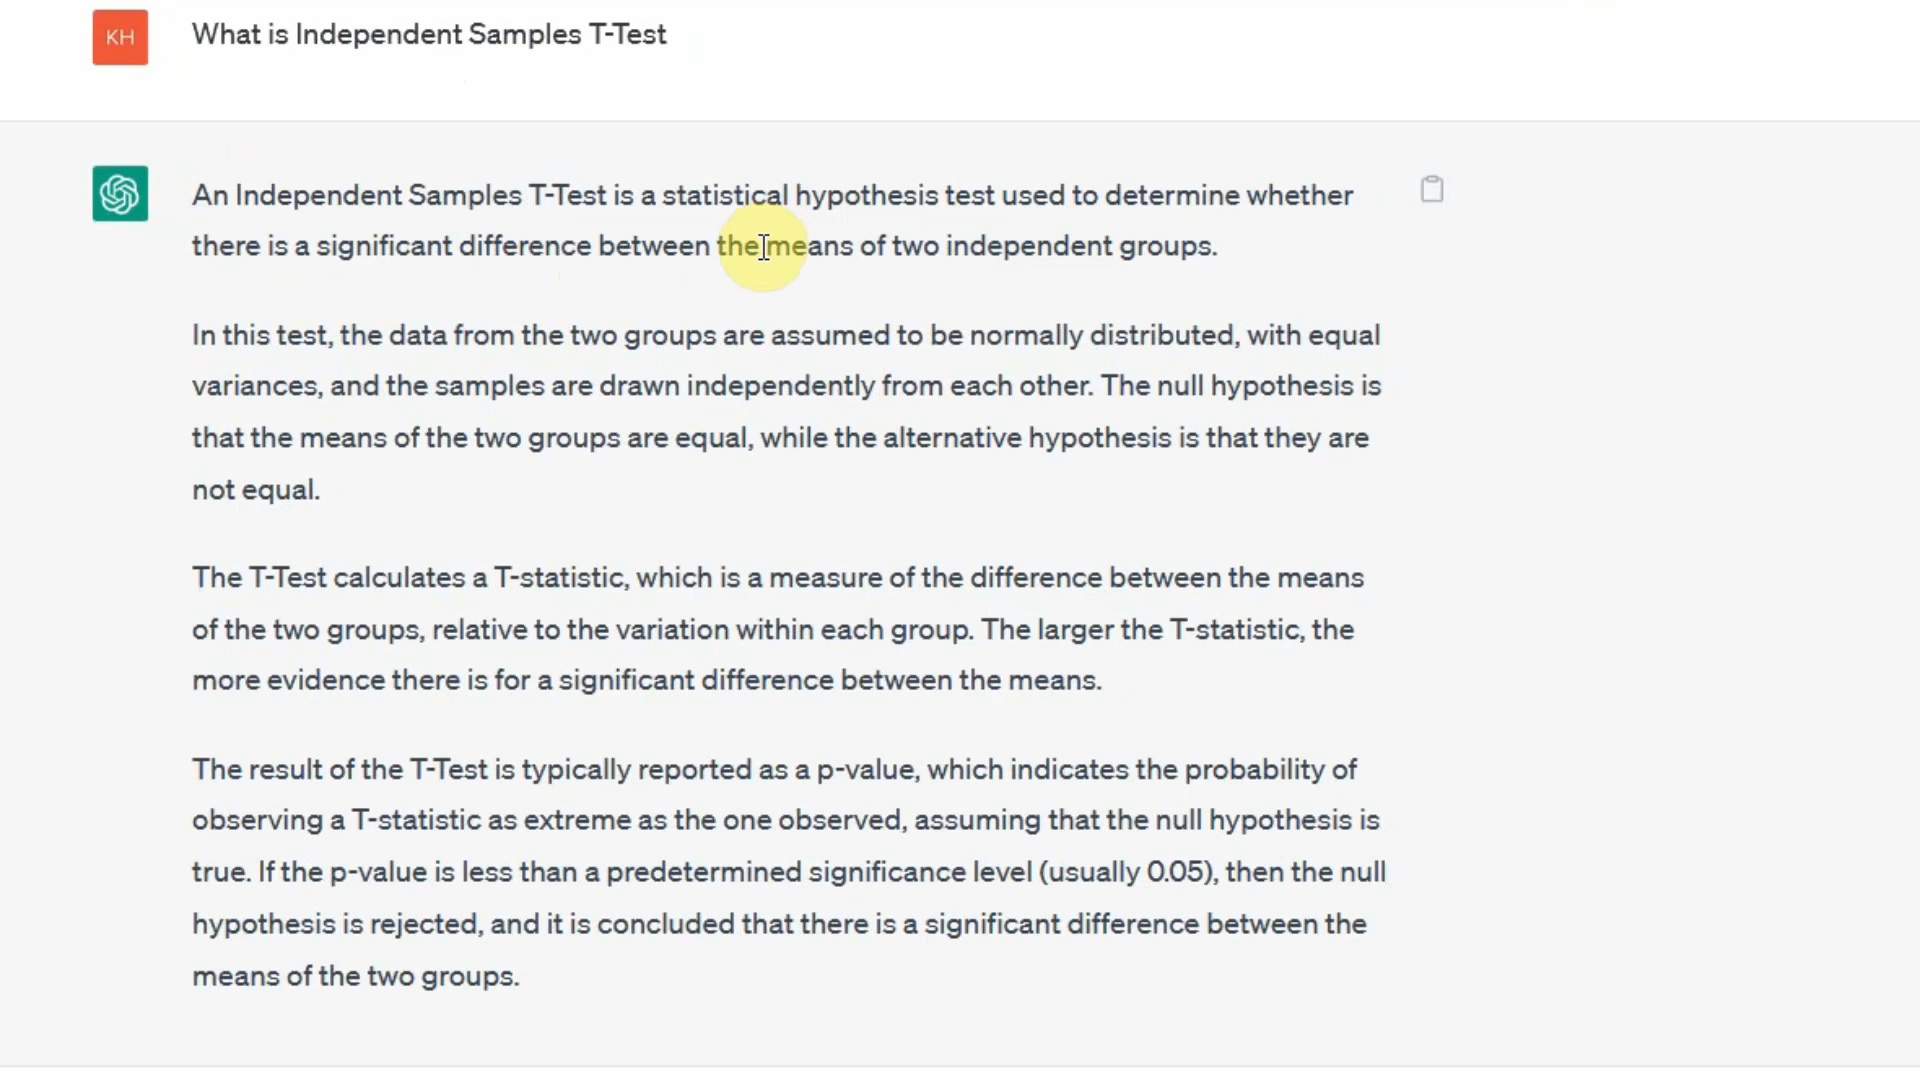 KH
What is Independent Samples T-Test
An Independent Samples T-Test is a statistical hypothesis test used to determine whether
there is a significant difference between the means of two independent groups.
In this test, the data from the two groups are assumed to be normally distributed, with equal
variances, and the samples are drawn independently from each other. The null hypothesis is
that the means of the two groups are equal, while the alternative hypothesis is that they are
not equal.
The T-Test calculates a T-statistic, which is a measure of the difference between the means
of the two groups, relative to the variation within each group. The larger the T-statistic, the
more evidence there is for a significant difference between the means.
The result of the T-Test is typically reported as a p-value, which indicates the probability of
observing a T-statistic as extreme as the one observed, assuming that the null hypothesis is
true. If the p-value is less than a predetermined significance level (usually 0.05), then the null
hypothesis is rejected, and it is concluded that there is a significant difference between the
means of the two groups.